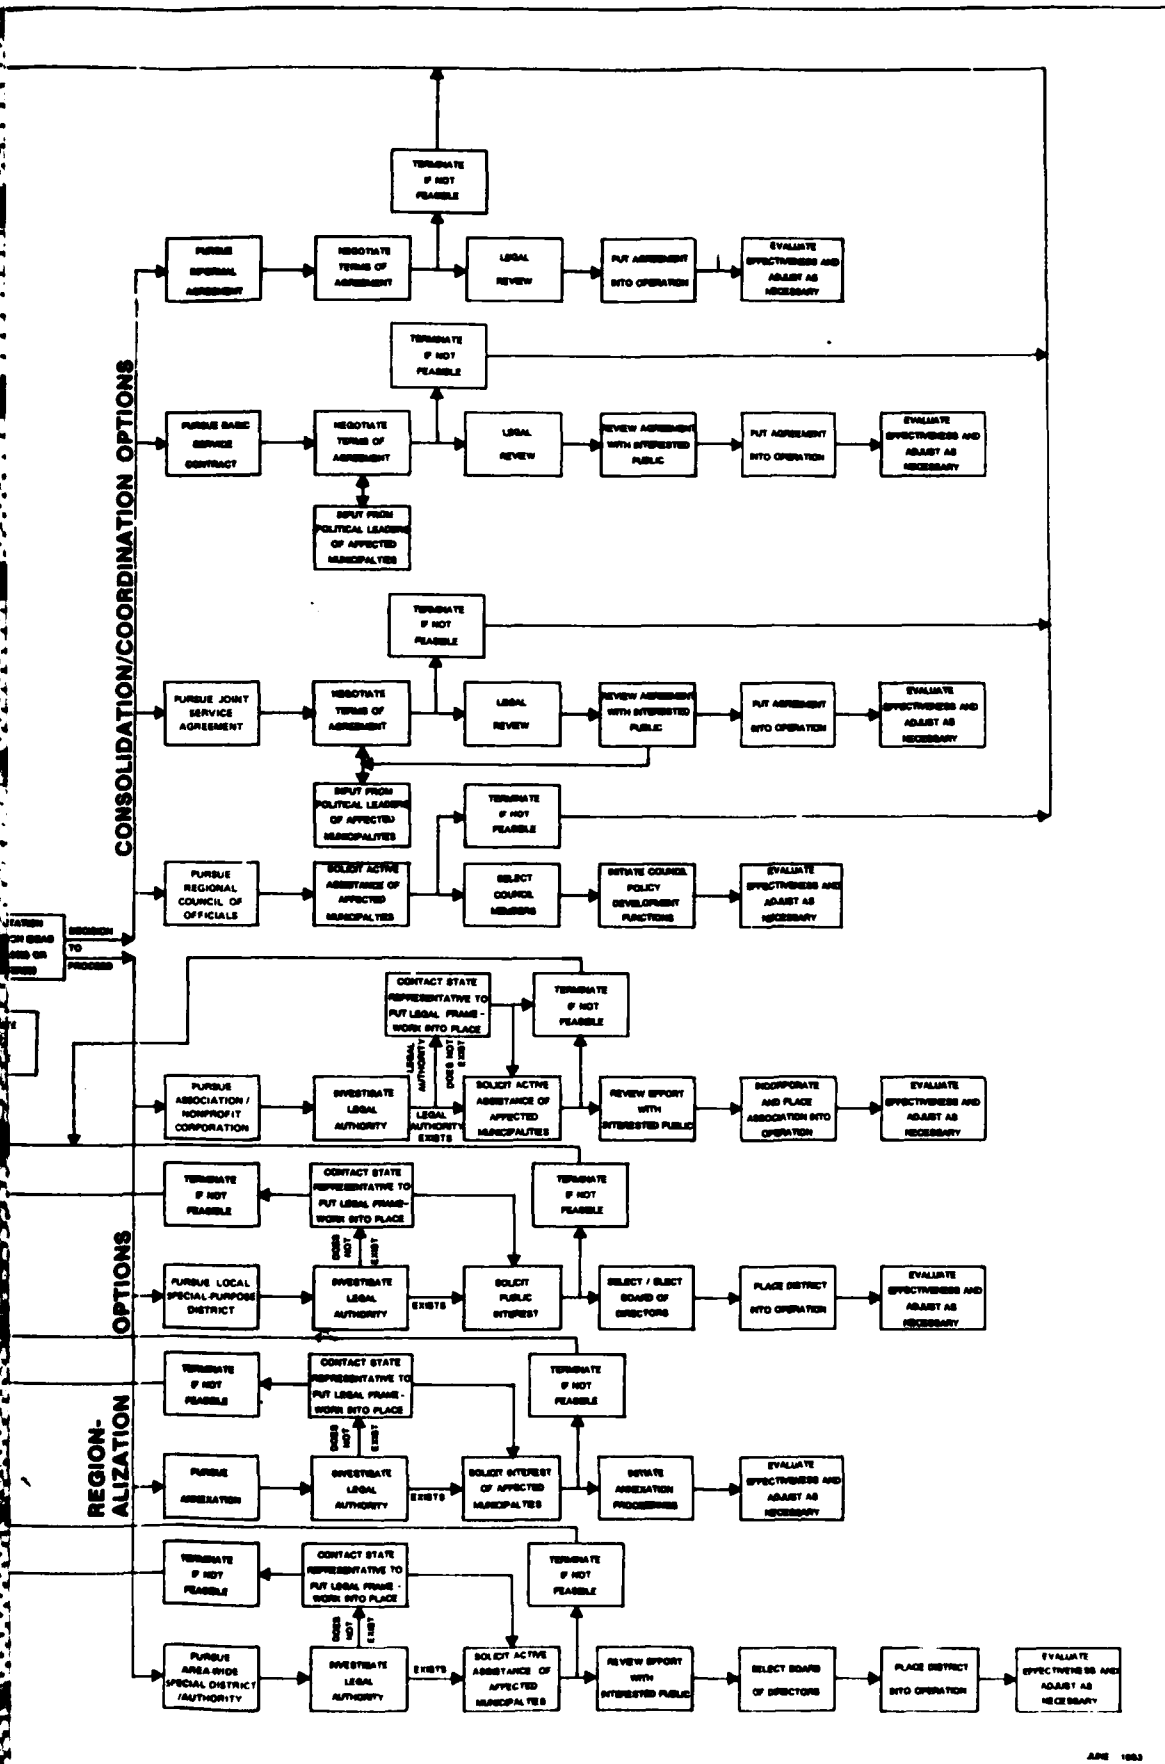 CONSOLIDATION/COORDINATION OPTIONS
TERMINATE
IF NOT
FEASIBLE
PURSUE
INFORMAL
AGREEMENT
NEGOTIATE
TERMS OF
AGREEMENT
LEGAL
REVIEW
PUT AGREEMENT
INTO OPERATION
EVALUATE
EFFECTIVENESS AND
ADJUST AS
NECESSARY
TERMINATE
IF NOT
FEASIBLE
PURSUE BASIC
SERVICE
CONTRACT
NEGOTIATE
TERMS OF
AGREEMENT
LEGAL
REVIEW
REVIEW AGREEMENT
WITH INTERESTED
PUBLIC
PUT AGREEMENT
INTO OPERATION
EVALUATE
EFFECTIVENESS AND
ADJUST AS
NECESSARY
INPUT FROM
POLITICAL LEADERS
OF AFFECTED
MUNICIPALTIES
TERMINATE
IF NOT
FEASIBLE
PURSUE JOINT
SERVICE
AGREEMENT
NEGOTIATE
TERMS OF
AGREEMENT
LEGAL
REVIEW
REVIEW AGREEMENT
WITH INTERESTED
PUBLIC
PUT AGREEMENT
INTO OPERATION
EVALUATE
EFFECTIVENESS AND
ADJUST AS
NECESSARY
INPUT FROM
POLITICAL LEADERS
OF AFFECTED
MUNICIPALITIES
TERMINATE
IF NOT
FEASIBLE
PURSUE
REGIONAL
COUNCIL OF
OFFICIALS
SOLICIT ACTIVE
ASSISTANCE OF
AFFECTED
MUNICIPALTIES
SELECT
COUNCIL
MEMBERS
INITIATE COUNCIL
POLICY
DEVELOPMENT
FUNCTIONS
EVALUATE
EFFECTIVENESS AND
ADJUST AS
NECESSARY
TATION
ON IDEAS
OR
DECISION
TO
PROCEED
REGION-
ALIZATION OPTIONS
CONTACT STATE
REPRESENTATIVE TO
PUT LEGAL FRAME-
WORK INTO PLACE
TERMINATE
IF NOT
FEASIBLE
LEGAL
AUTHORITY
DOES NOT
EXIST
PURSUE
ASSOCIATION/
NONPROFIT
CORPORATION
INVESTIGATE
LEGAL
AUTHORITY
LEGAL
AUTHORITY
EXISTS
SOLICIT ACTIVE
ASSISTANCE OF
AFFECTED
MUNICIPALITIES
REVIEW EFFORT
WITH
INTERESTED PUBLIC
INCORPORATE
AND PLACE
ASSOCIATION INTO
OPERATION
EVALUATE
EFFECTIVENESS AND
ADJUST AS
NECESSARY
TERMINATE
IF NOT
FEASIBLE
CONTACT STATE
REPRESENTATIVE TO
PUT LEGAL FRAME-
WORK INTO PLACE
TERMINATE
IF NOT
FEASIBLE
DOES
NOT
EXIST
PURSUE LOCAL
SPECIAL-PURPOSE
DISTRICT
INVESTIGATE
LEGAL
AUTHORITY
EXISTS
SOLICIT
PUBLIC
INTEREST
SELECT / ELECT
BOARD OF
DIRECTORS
PLACE DISTRICT
INTO OPERATION
EVALUATE
EFFECTIVENESS AND
ADJUST AS
NECESSARY
TERMINATE
IF NOT
FEASIBLE
CONTACT STATE
REPRESENTATIVE TO
PUT LEGAL FRAME-
WORK INTO PLACE
TERMINATE
IF NOT
FEASIBLE
DOES
NOT
EXIST
PURSUE
ANNEXATION
INVESTIGATE
LEGAL
AUTHORITY
EXISTS
SOLICIT INTEREST
OF AFFECTED
MUNICIPALTIES
INITIATE
ANNEXATION
PROCEEDINGS
EVALUATE
EFFECTIVENESS AND
ADJUST AS
NECESSARY
TERMINATE
IF NOT
FEASIBLE
CONTACT STATE
REPRESENTATIVE TO
PUT LEGAL FRAME-
WORK INTO PLACE
TERMINATE
IF NOT
FEASIBLE
DOES
NOT
EXIST
PURSUE
AREA-WIDE
SPECIAL DISTRICT
/AUTHORITY
INVESTIGATE
LEGAL
AUTHORITY
EXISTS
SOLICIT ACTIVE
ASSISTANCE OF
AFFECTED
MUNICIPALTIES
REVIEW EFFORT
WITH
INTERESTED PUBLIC
SELECT BOARD
OF DIRECTORS
PLACE DISTRICT
INTO OPERATION
EVALUATE
EFFECTIVENESS AND
ADJUST AS
NECESSARY
JUNE 1983